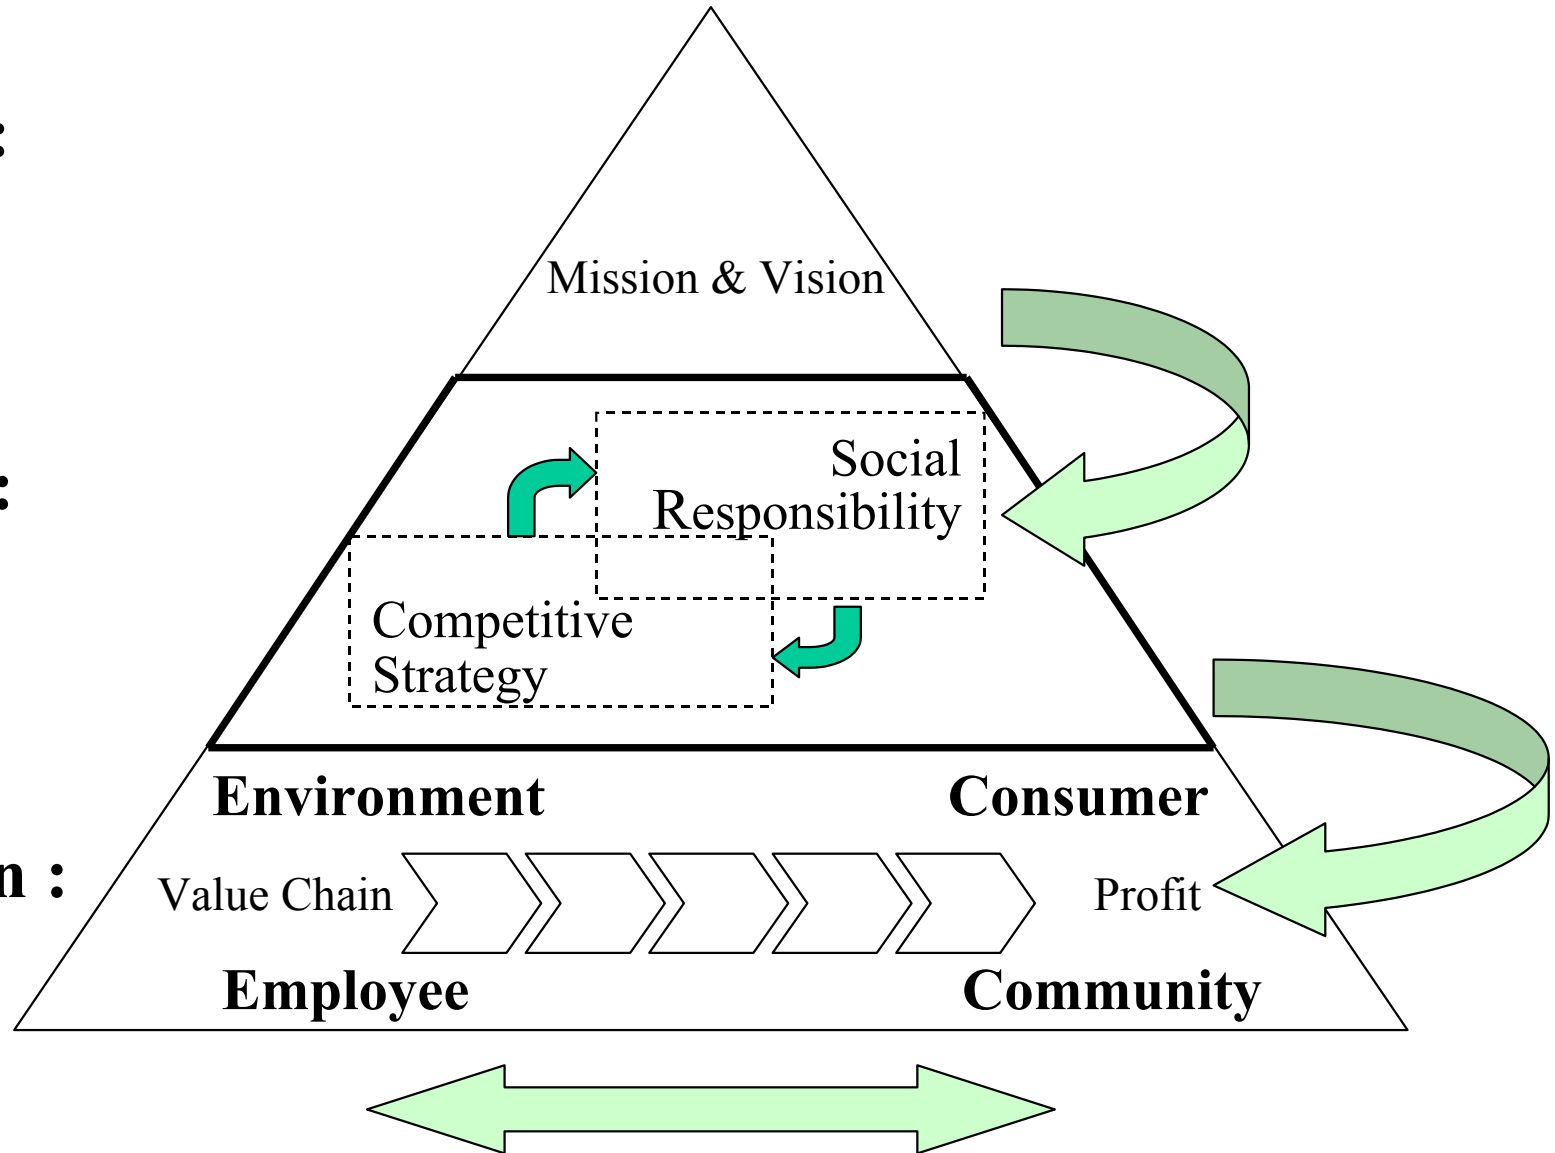 :
Mission & Vision
Social
Responsibility
:
Competitive
Strategy
Environment
Consumer
n :
Value Chain
Profit
Employee
Community